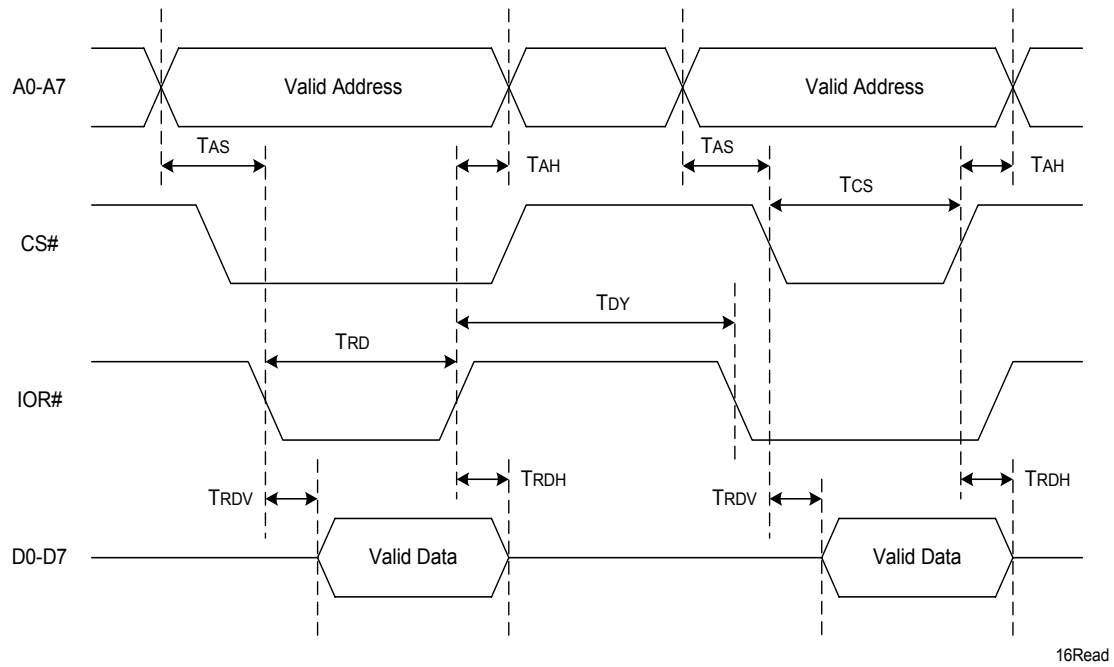 A0-A7
Valid Address
Valid Address
TAS
TAH
TAS
TAH
TCS
CS#
TDY
TRD
IOR#
TRDV
TRDH
TRDV
TRDH
D0-D7
Valid Data
Valid Data
16Read